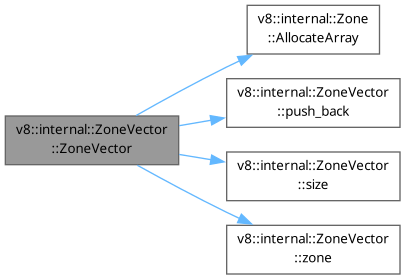 v8::internal::Zone
::AllocateArray
v8::internal::ZoneVector
::push_back
v8::internal::ZoneVector
::ZoneVector
v8::internal::ZoneVector
::size
v8::internal::ZoneVector
::zone